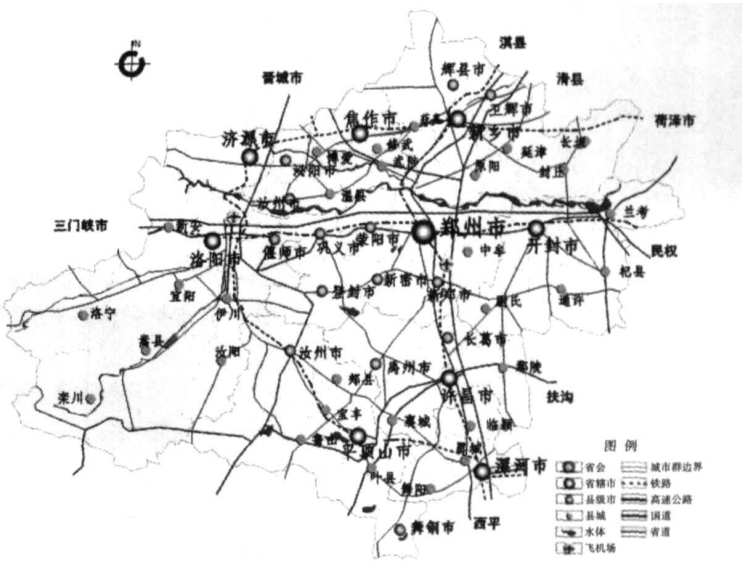 N
淇县
辉县市
滑县
晋城市
卫辉市
焦作市
获嘉
新乡市
菏泽市
济源市
修武
延津
长垣
博爱
武陟
沁阳市
原阳
封丘
温县
汝州市
兰考
三门峡市
新安
郑州市
荥阳市
开封市
偃师市
巩义市
中牟
民权
洛阳市
杞县
宜阳
登封市
新密市
新郑市
尉氏
通许
洛宁
伊川
嵩县
长葛市
汝阳
汝州市
禹州市
鄢陵
郏县
栾川
许昌市
扶沟
宝丰
襄城
临颍
鲁山
平顶山市
郾城
漯河市
叶县
舞阳
西平
舞钢市
图 例
省会
城市群边界
省辖市
铁路
县级市
高速公路
县城
国道
水体
省道
飞机场